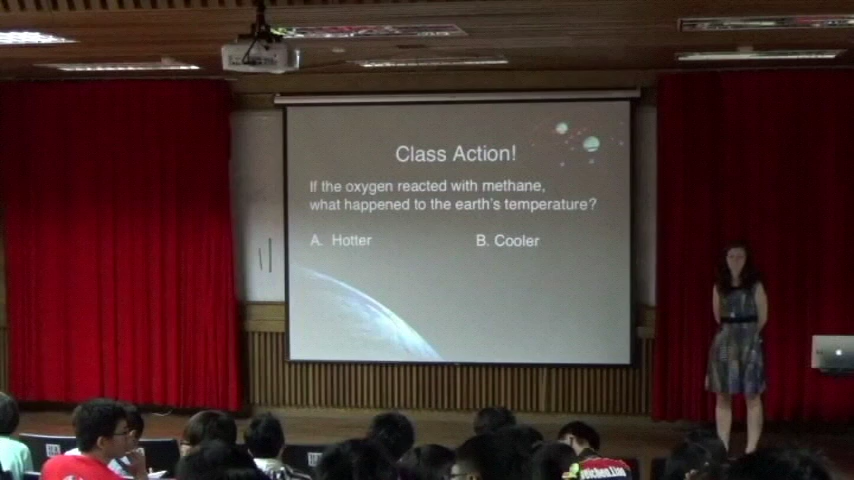 Class Action!
If the oxygen reacted with methane,
what happened to the earth's temperature?
A. Hotter B. Cooler